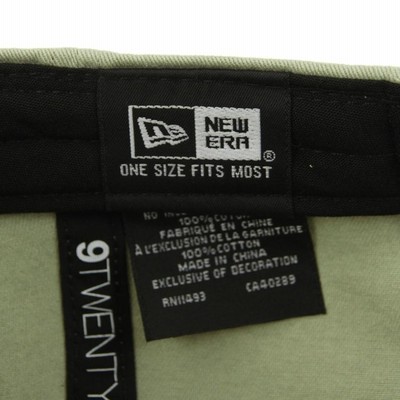 NEW
ERA
®
ONE SIZE FITS MOST
100% COTON
FABRIQUÉ EN CHINE
À L'EXCLUSION DE LA GARNITURE
100% COTTON
MADE IN CHINA
EXCLUSIVE OF DECORATION
RN11493 CA40289
9TWENTY